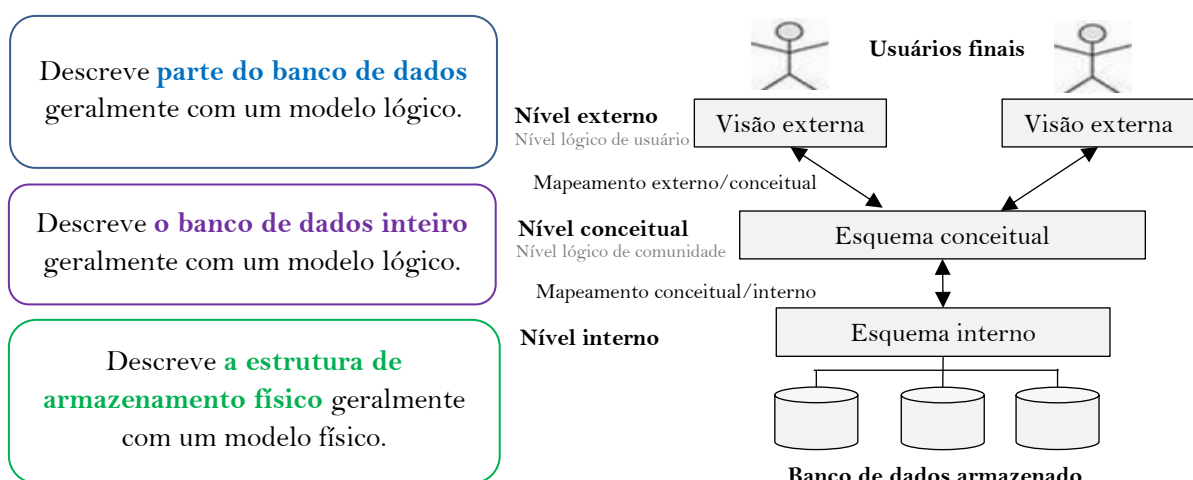 Descreve parte do banco de dados
geralmente com um modelo lógico.
Descreve o banco de dados inteiro
geralmente com um modelo lógico.
Descreve a estrutura de
armazenamento físico geralmente
com um modelo físico.
Usuários finais
Nível externo
Nível lógico de usuário
Visão externa
Visão externa
Mapeamento externo/conceitual
Nível conceitual
Nível lógico de comunidade
Esquema conceitual
Mapeamento conceitual/interno
Nível interno
Esquema interno
Banco de dados armazenado